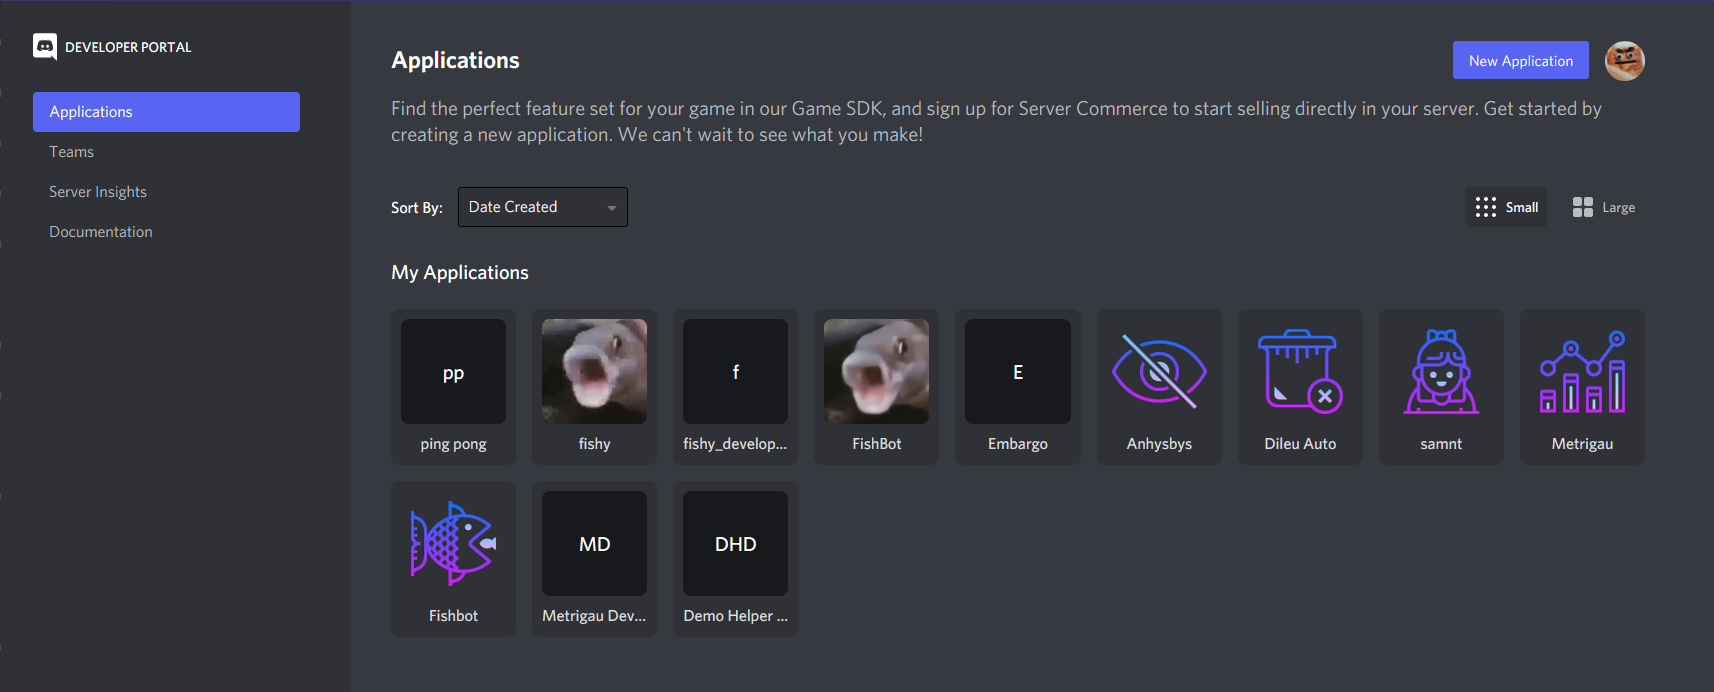 DEVELOPER PORTAL
Applications
Teams
Server Insights
Documentation
Applications
New Application
Find the perfect feature set for your game in our Game SDK, and sign up for Server Commerce to start selling directly in your server. Get started by
creating a new application. We can't wait to see what you make!
Sort By:
Date Created
Small
Large
My Applications
pp
f
E
ping pong
fishy
fishy_develop...
FishBot
Embargo
Anhysbys
Dileu Auto
samnt
Metrigau
MD
DHD
Fishbot
Metrigau Dev...
Demo Helper ...